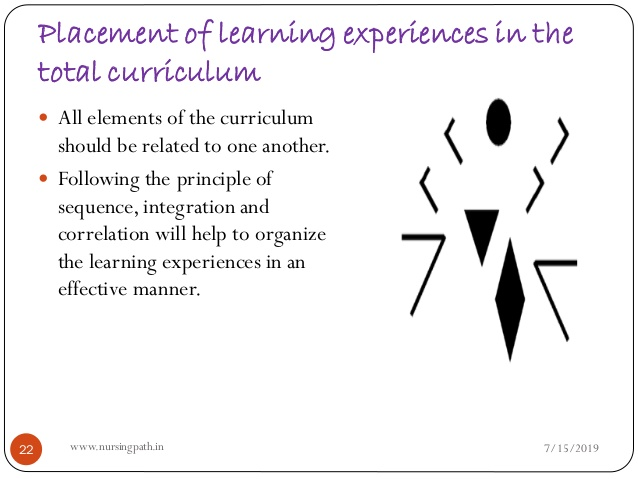 Placement of learning experiences in the
total curriculum
• All elements of the curriculum
should be related to one another.
• Following the principle of
sequence, integration and
correlation will help to organize
the learning experiences in an
effective manner.
22
www.nursingpath.in
7/15/2019